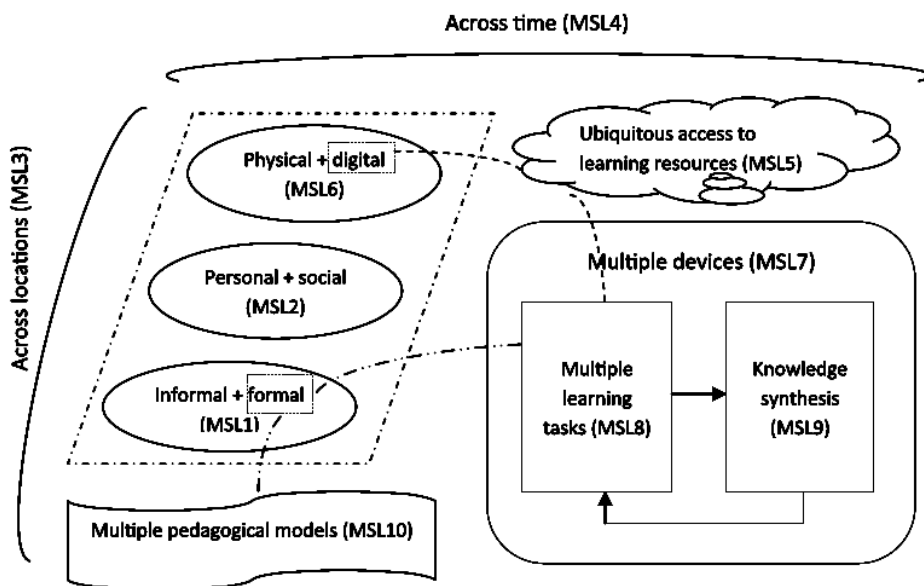 Across time (MSL4)
Across locations (MSL3)
Physical + digital
(MSL6)
Ubiquitous access to
learning resources (MSL5)
Personal + social
(MSL2)
Multiple devices (MSL7)
Informal + formal
(MSL1)
Multiple
learning
tasks (MSL8)
Knowledge
synthesis
(MSL9)
Multiple pedagogical models (MSL10)